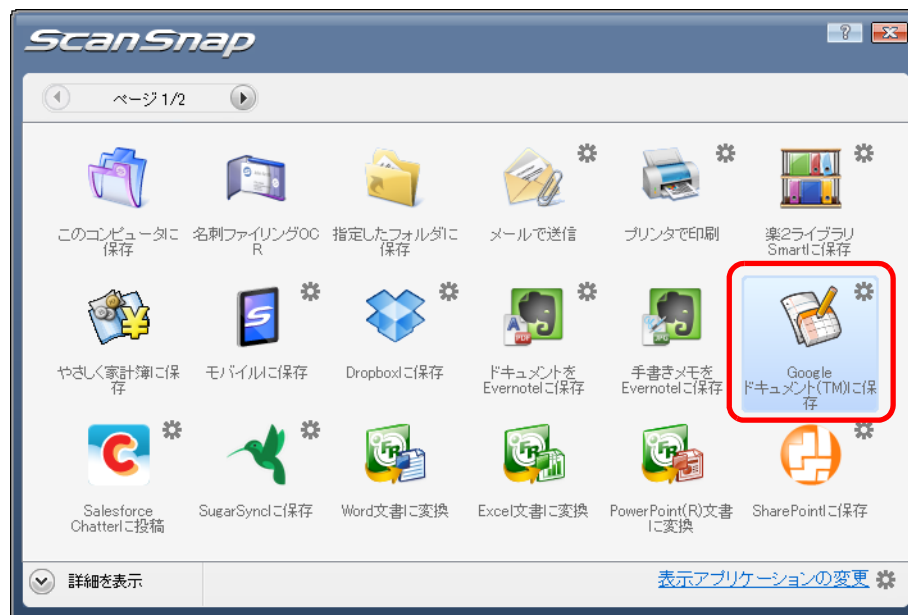 ScanSnap
ページ 1/2
このコンピュータに
保存
名刺ファイリングOC
R
指定したフォルダに
保存
メールで送信
プリンタで印刷
楽2ライブラリ
Smartに保存
やさしく家計簿に保
存
モバイルに保存
Dropboxに保存
ドキュメントを
Evernoteに保存
手書きメモを
Evernoteに保存
Google
ドキュメント(TM)に保
存
Salesforce
Chatterに投稿
SugarSyncに保存
Word文書に変換
Excel文書に変換
PowerPoint(R)文書
に変換
SharePointに保存
詳細を表示
表示アプリケーションの変更